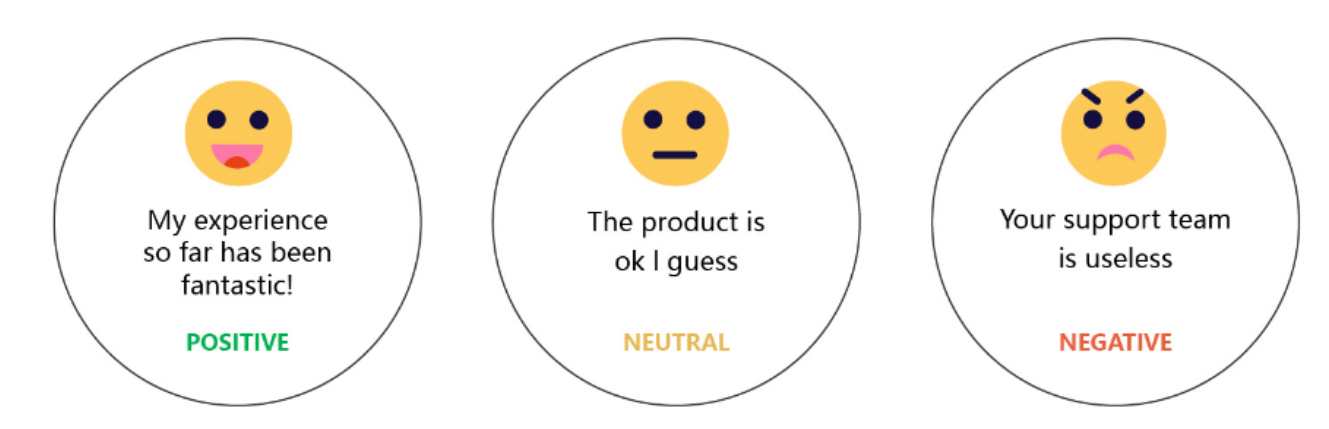 My experience
so far has been
fantastic!
POSITIVE
The product is
ok I guess
NEUTRAL
Your support team
is useless
NEGATIVE